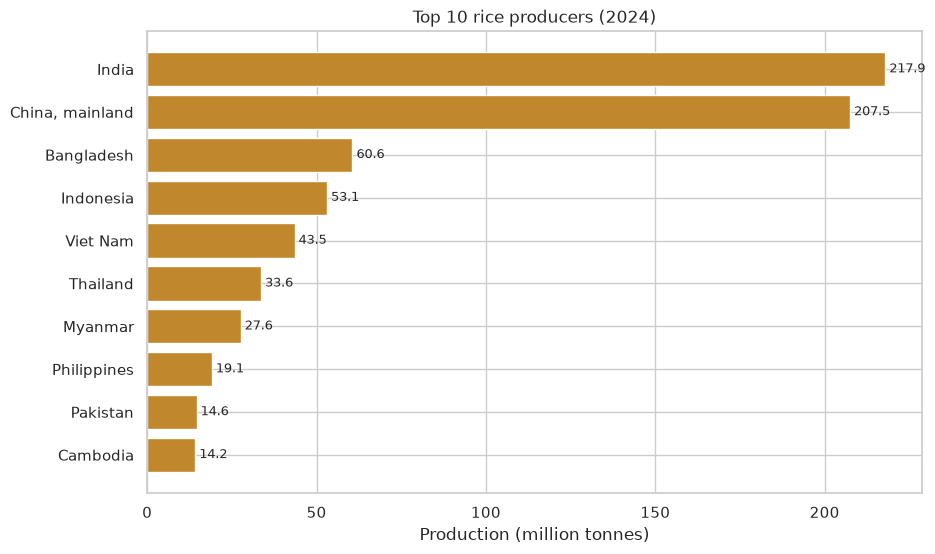 Top 10 rice producers (2024)
India 217.9
China, mainland 207.5
Bangladesh 60.6
Indonesia 53.1
Viet Nam 43.5
Thailand 33.6
Myanmar 27.6
Philippines 19.1
Pakistan 14.6
Cambodia 14.2
0 50 100 150 200
Production (million tonnes)